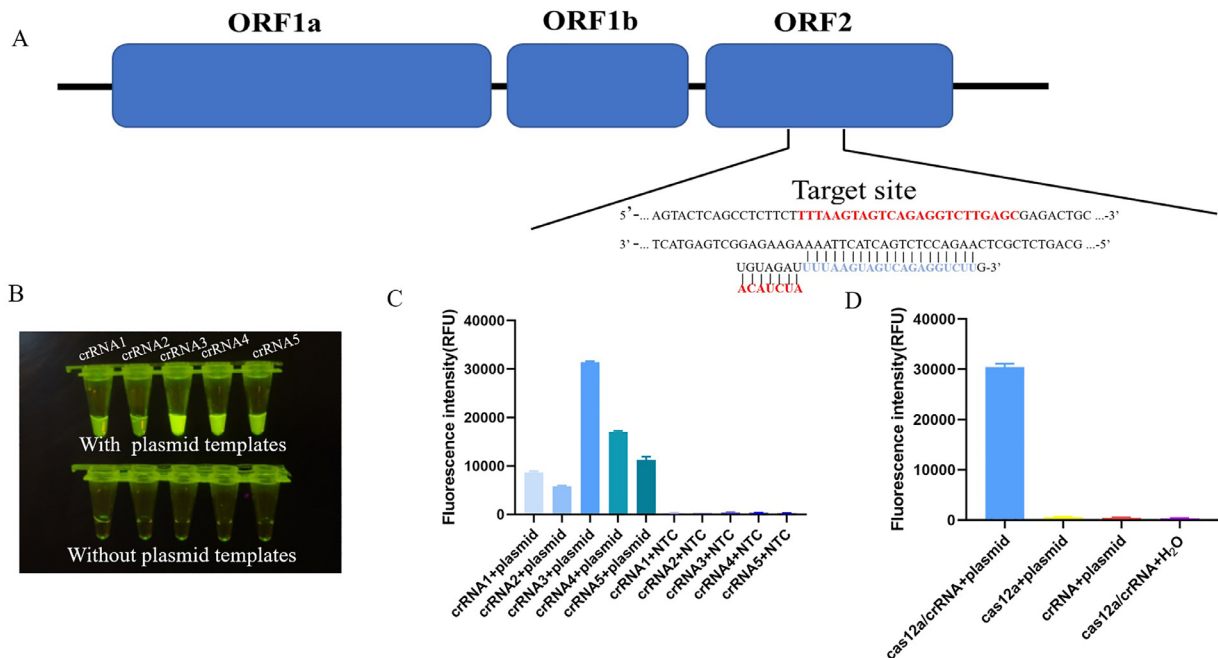 A
ORF1a ORF1b ORF2
Target site
5’-... AGTACTCAGCCTCTTCTTTTAAGTAGTCAGAGGTCTTGAGCGAGACTGC ...-3’
3’ -... TCATGAGTCGGAGAAGAAAATTCATCAGTCTCCAGAACTCGCTCTGACG ...-5’
UGUAGAUUUUAAGUAGUCAGAGGUCUUG-3’
ACAUCUA
B
crRNA1 crRNA2 crRNA3 crRNA4 crRNA5
With plasmid templates
Without plasmid templates
C
Fluorescence intensity(RFU)
40000
30000
20000
10000
0
crRNA1+plasmid
crRNA2+plasmid
crRNA3+plasmid
crRNA4+plasmid
crRNA5+plasmid
crRNA1+NTC
crRNA2+NTC
crRNA3+NTC
crRNA4+NTC
crRNA5+NTC
D
Fluorescence intensity(RFU)
40000
30000
20000
10000
0
cas12a/crRNA+plasmid
cas12a+plasmid
crRNA+plasmid
cas12a/crRNA+H₂O